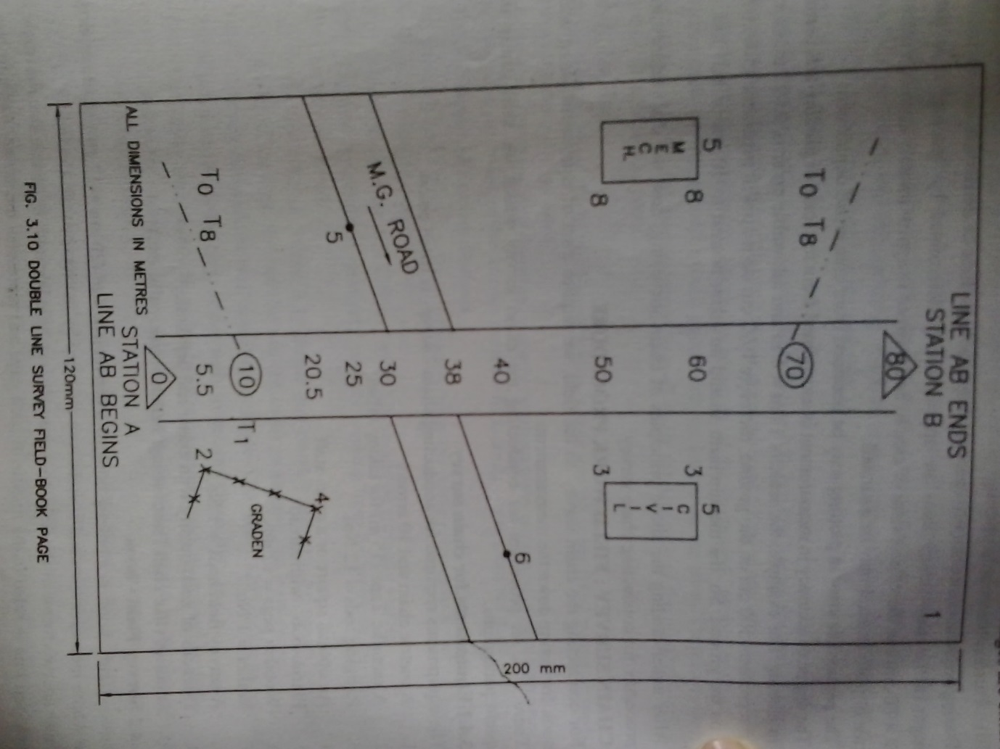 LINE AB ENDS
STATION B
1
80
To T8
70
5
M
E
C
H
8
8
60
50
3
3
5
C
I
V
I
L
40
6
38
30
M.G. ROAD
5
25
20.5
4
GRADEN
10
T1
To T8
5.5
2
0
ALL DIMENSIONS IN METRES
STATION A
LINE AB BEGINS
120mm
200 mm
FIG. 3.10 DOUBLE LINE SURVEY FIELD-BOOK PAGE